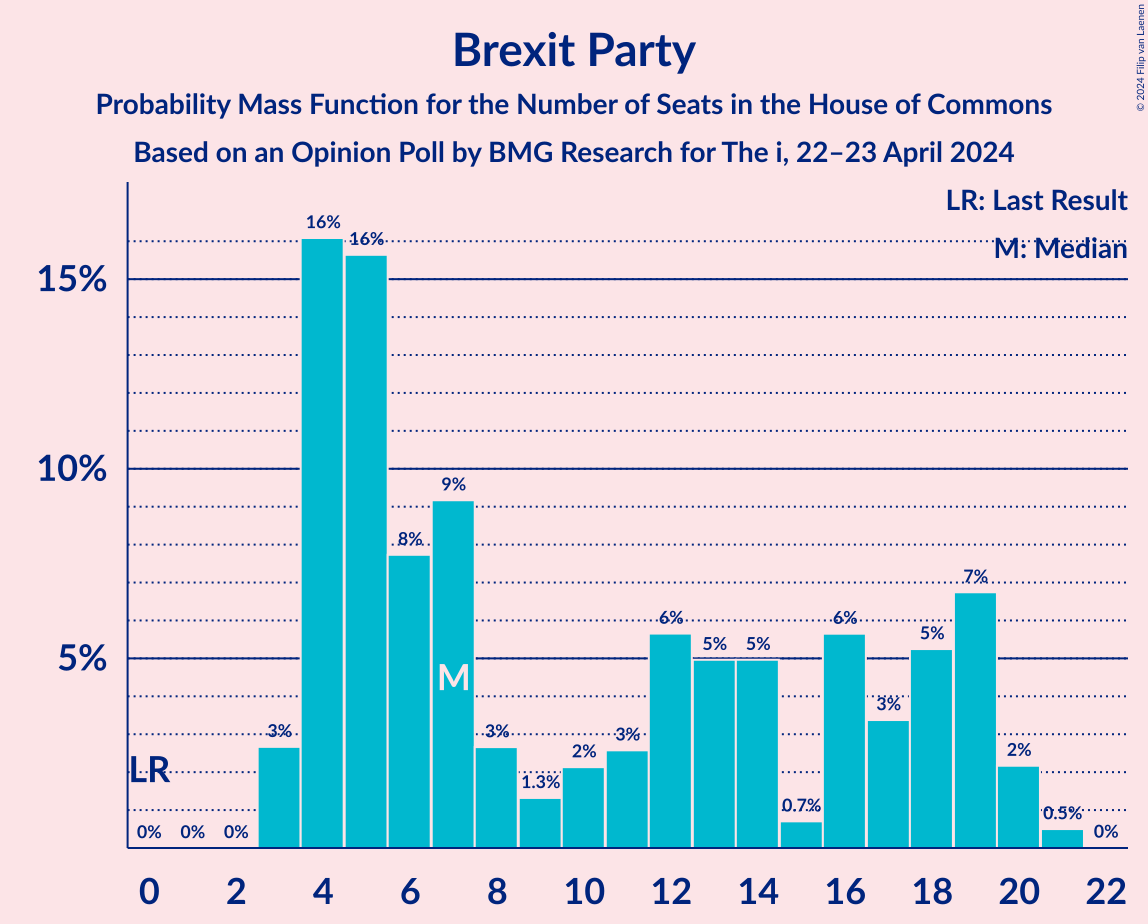 Brexit Party
Probability Mass Function for the Number of Seats in the House of Commons
Based on an Opinion Poll by BMG Research for The i, 22–23 April 2024
© 2024 Filip van Laenen
LR: Last Result
M: Median
15%
10%
5%
0% 0% 0% 3% 16% 16% 8% 9% 3% 1.3% 2% 3% 6% 5% 5% 0.7% 6% 3% 5% 7% 2% 0.5% 0%
LR
M
0 2 4 6 8 10 12 14 16 18 20 22